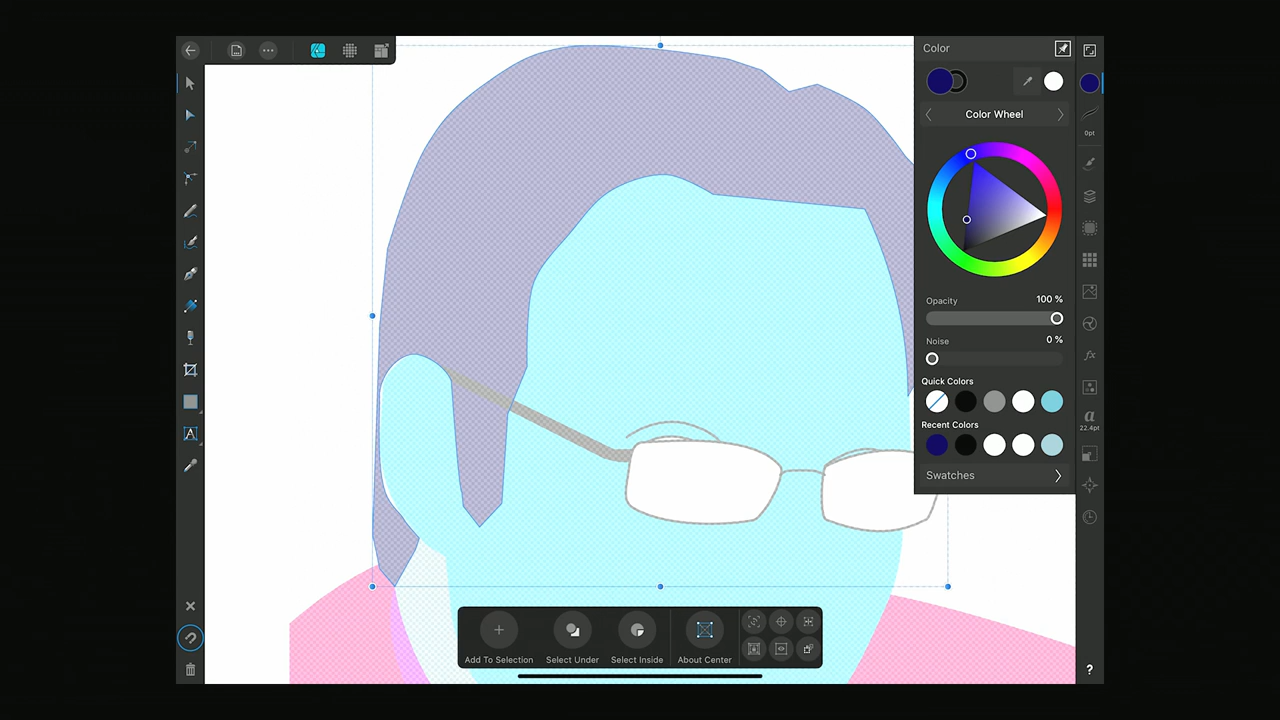 Color
Color Wheel
0pt
Opacity 100 %
Noise 0 %
Quick Colors
Recent Colors
a
22.4pt
Swatches
fx
A
Add To Selection Select Under Select Inside About Center
?